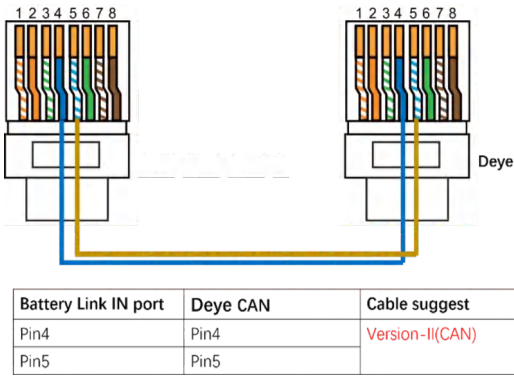 1 2 3 4 5 6 7 8
1 2 3 4 5 6 7 8
Deye
Battery Link IN port Deye CAN Cable suggest
Pin4 Pin4 Version-II(CAN)
Pin5 Pin5